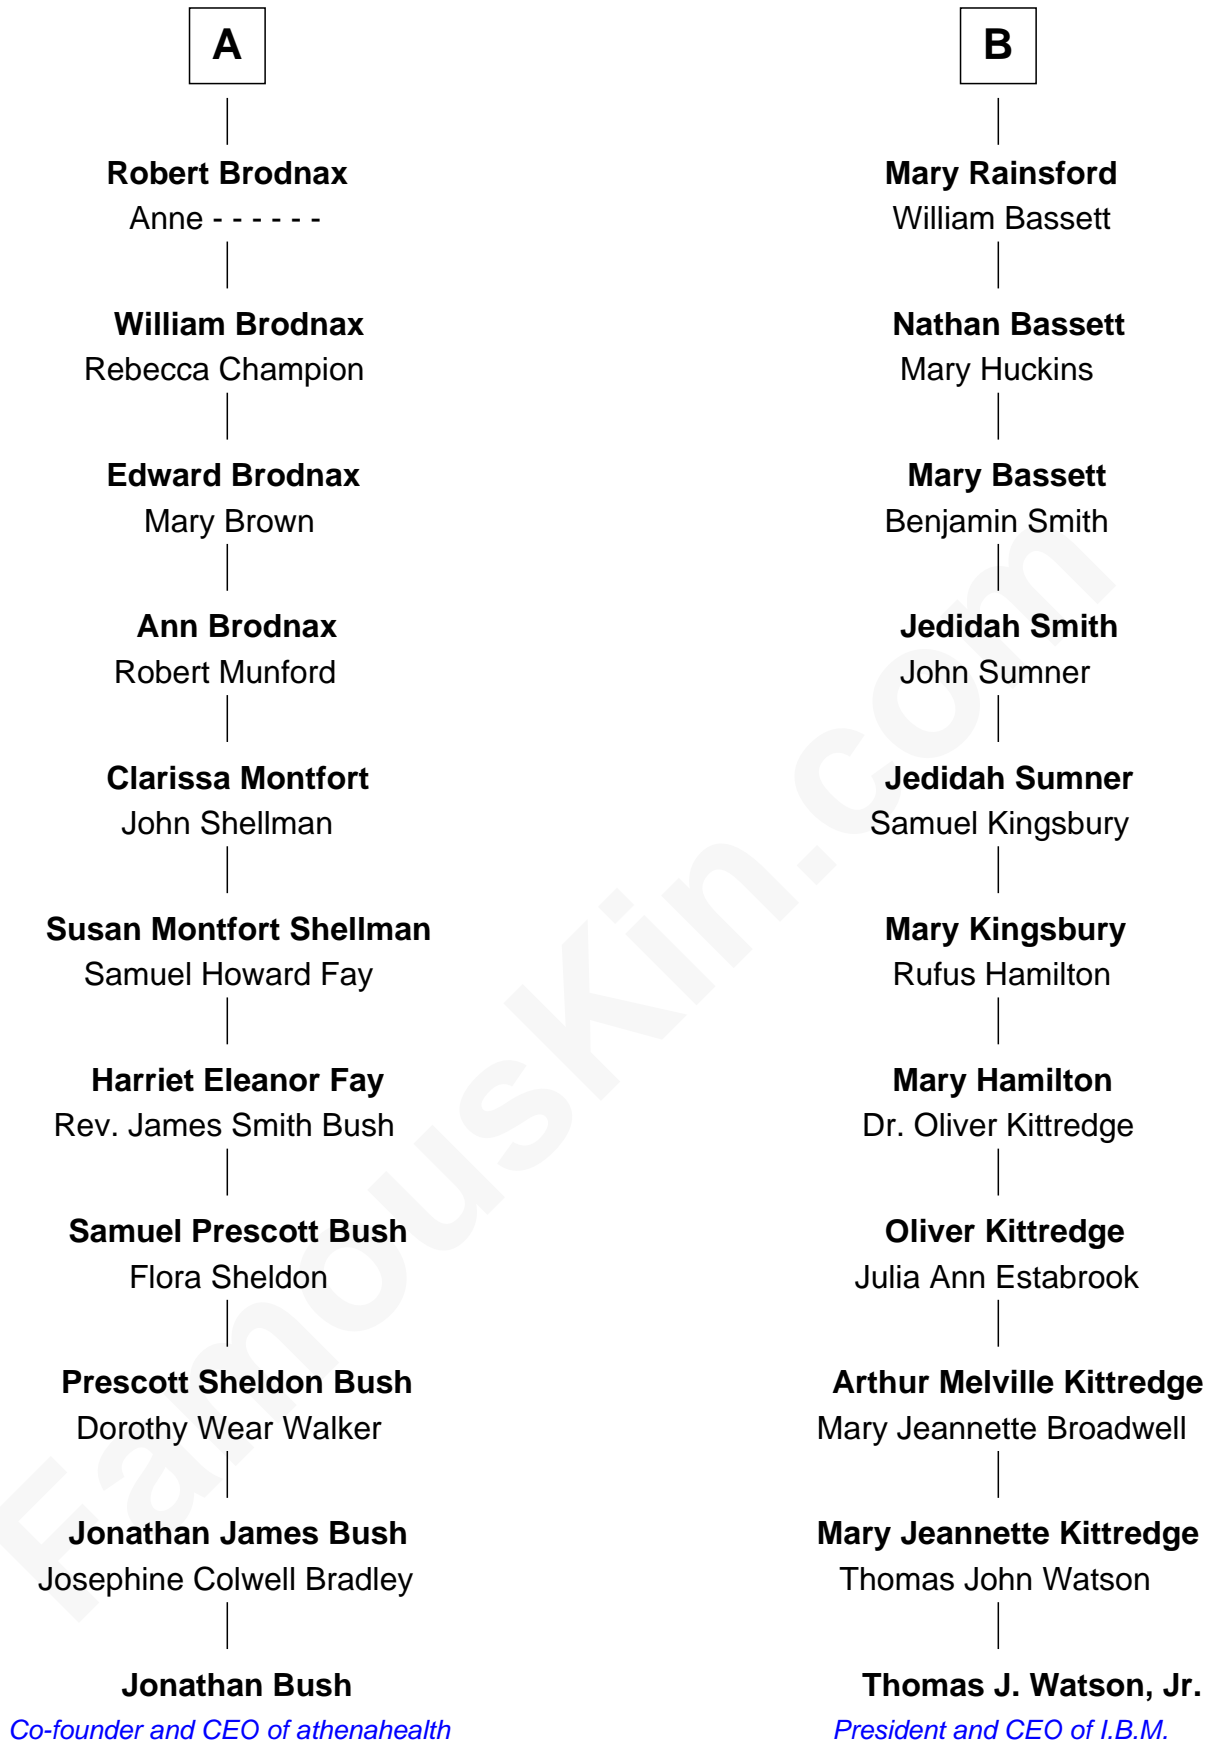 A
Robert Brodnax
Anne - - - - - -
William Brodnax
Rebecca Champion
Edward Brodnax
Mary Brown
Ann Brodnax
Robert Munford
Clarissa Montfort
John Shellman
Susan Montfort Shellman
Samuel Howard Fay
Harriet Eleanor Fay
Rev. James Smith Bush
Samuel Prescott Bush
Flora Sheldon
Prescott Sheldon Bush
Dorothy Wear Walker
Jonathan James Bush
Josephine Colwell Bradley
Jonathan Bush
Co-founder and CEO of athenahealth
B
Mary Rainsford
William Bassett
Nathan Bassett
Mary Huckins
Mary Bassett
Benjamin Smith
Jedidah Smith
John Sumner
Jedidah Sumner
Samuel Kingsbury
Mary Kingsbury
Rufus Hamilton
Mary Hamilton
Dr. Oliver Kittredge
Oliver Kittredge
Julia Ann Estabrook
Arthur Melville Kittredge
Mary Jeannette Broadwell
Mary Jeannette Kittredge
Thomas John Watson
Thomas J. Watson, Jr.
President and CEO of I.B.M.
FamousKin.com